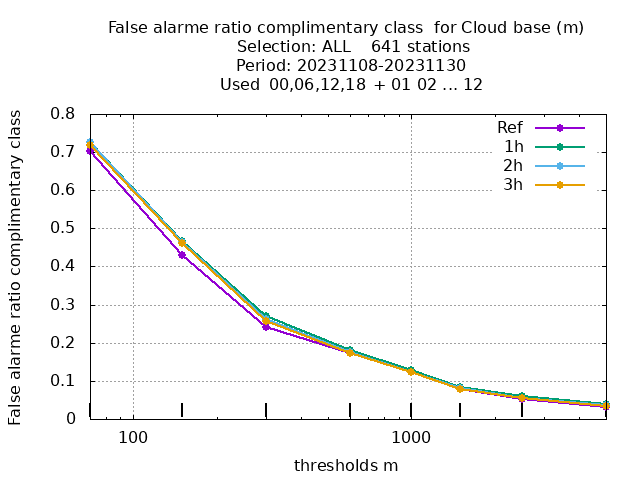 False alarme ratio complimentary class  for Cloud base (m)
Selection: ALL    641 stations
Period: 20231108-20231130
Used  00,06,12,18  + 01 02 ... 12
False alarme ratio complimentary class
0.8
0.7
0.6
0.5
0.4
0.3
0.2
0.1
0
Ref
1h
2h
3h
100
1000
thresholds m